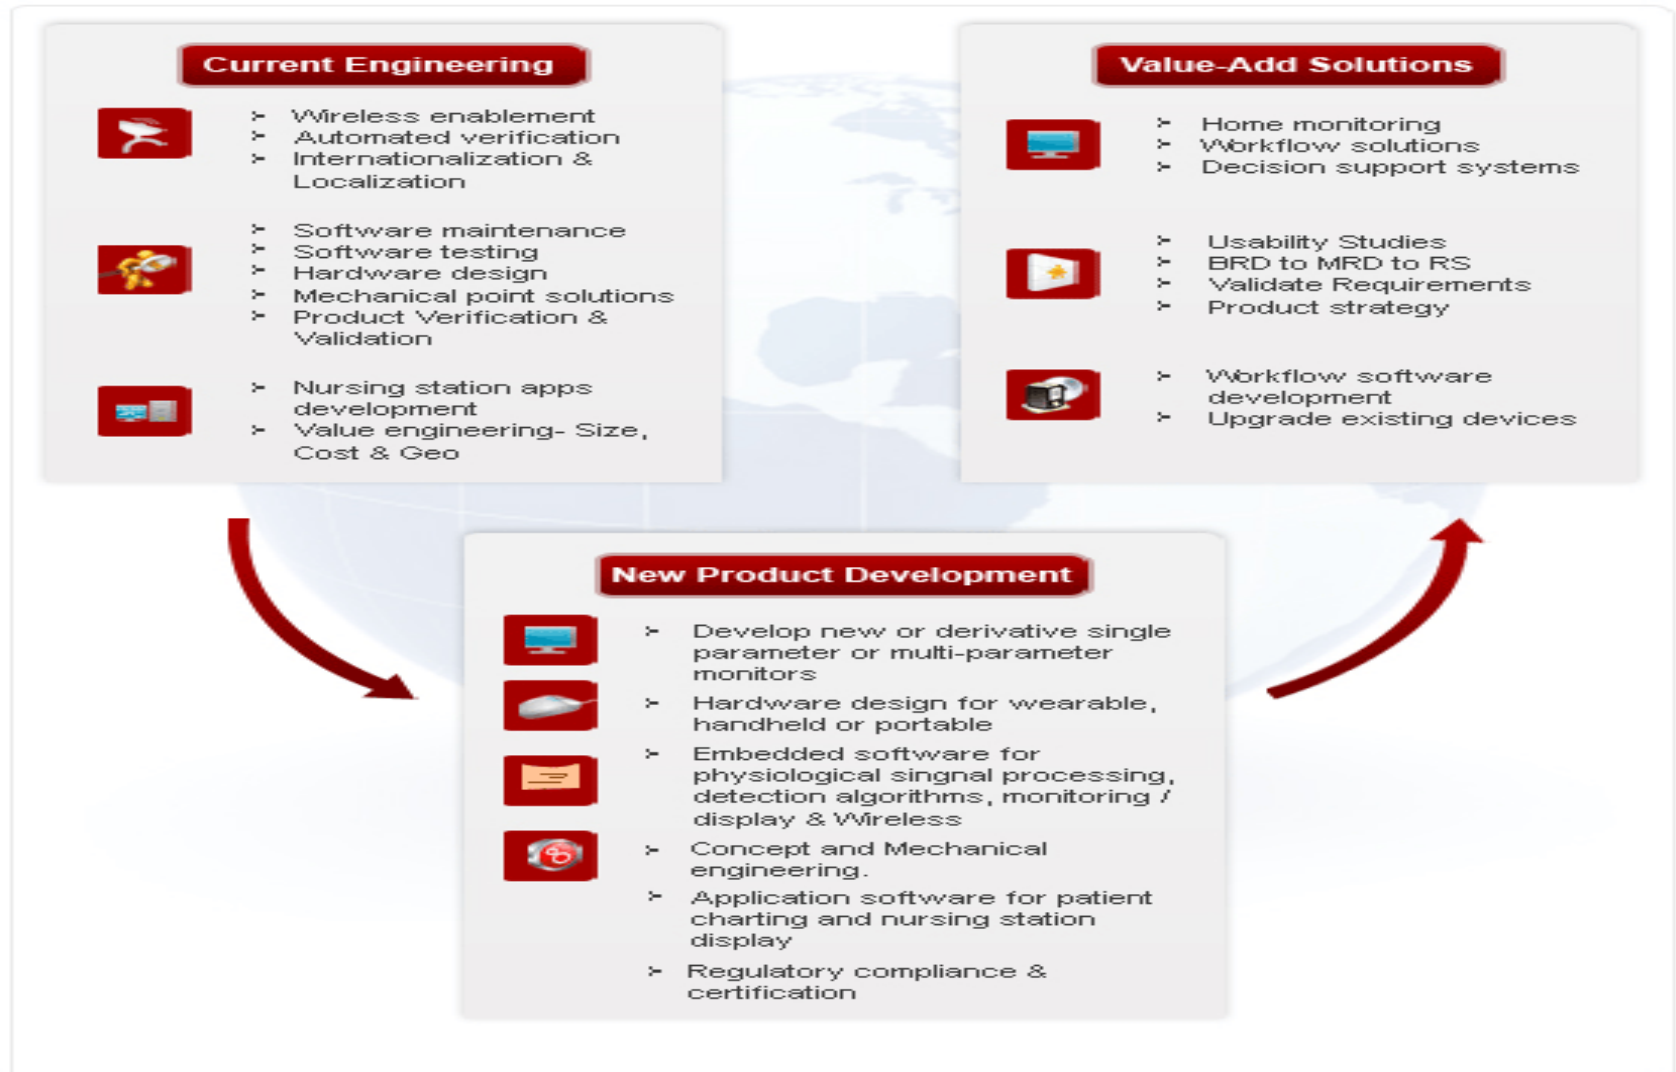 Current Engineering
➢ Wireless enablement
➢ Automated verification
➢ Internationalization &
Localization
➢ Software maintenance
➢ Software testing
➢ Hardware design
➢ Mechanical point solutions
➢ Product Verification &
Validation
➢ Nursing station apps
development
➢ Value engineering- Size,
Cost & Geo
Value-Add Solutions
➢ Home monitoring
➢ Workflow solutions
➢ Decision support systems
➢ Usability Studies
➢ BRD to MRD to RS
➢ Validate Requirements
➢ Product strategy
➢ Workflow software
development
➢ Upgrade existing devices
New Product Development
➢ Develop new or derivative single
parameter or multi-parameter
monitors
➢ Hardware design for wearable,
handheld or portable
➢ Embedded software for
physiological singnal processing,
detection algorithms, monitoring /
display & Wireless
➢ Concept and Mechanical
engineering.
➢ Application software for patient
charting and nursing station
display
➢ Regulatory compliance &
certification